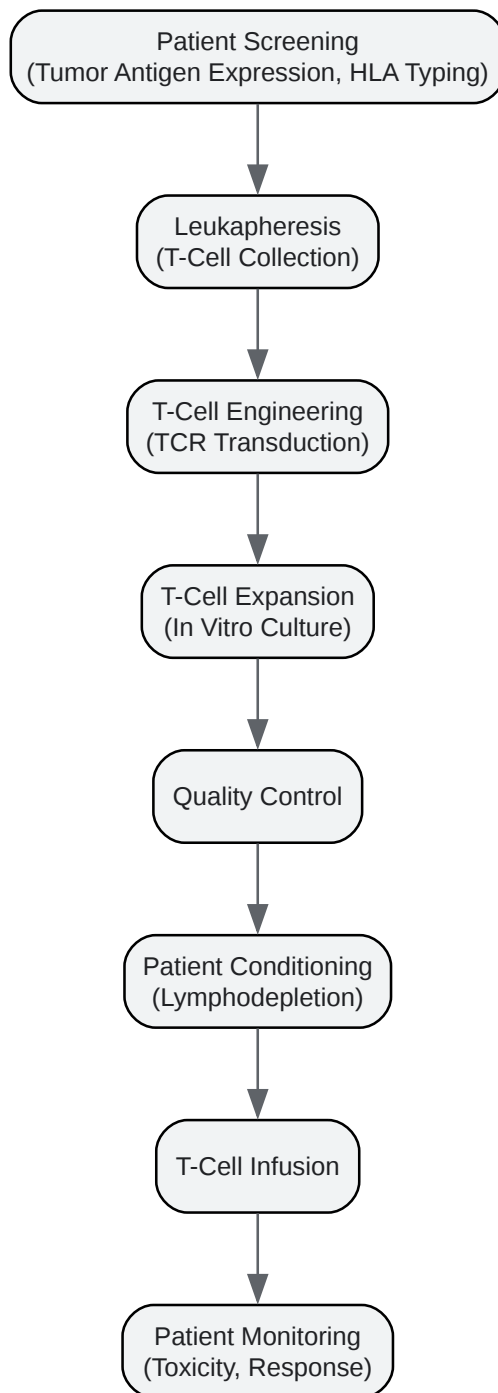 Patient Screening
(Tumor Antigen Expression, HLA Typing)
Leukapheresis
(T-Cell Collection)
T-Cell Engineering
(TCR Transduction)
T-Cell Expansion
(In Vitro Culture)
Quality Control
Patient Conditioning
(Lymphodepletion)
T-Cell Infusion
Patient Monitoring
(Toxicity, Response)